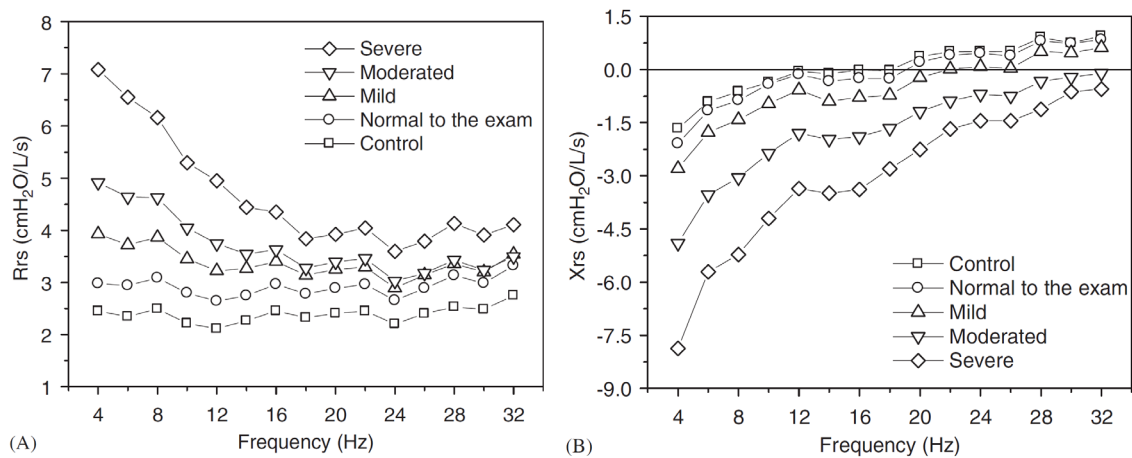 8
7
6
5
4
3
2
1
Rrs (cmH2O/L/s)
Severe
Moderated
Mild
Normal to the exam
Control
4 8 12 16 20 24 28 32
Frequency (Hz)
(A)
1.5
0.0
-1.5
-3.0
-4.5
-6.0
-7.5
-9.0
Xrs (cmH2O/L/s)
Control
Normal to the exam
Mild
Moderated
Severe
4 8 12 16 20 24 28 32
Frequency (Hz)
(B)